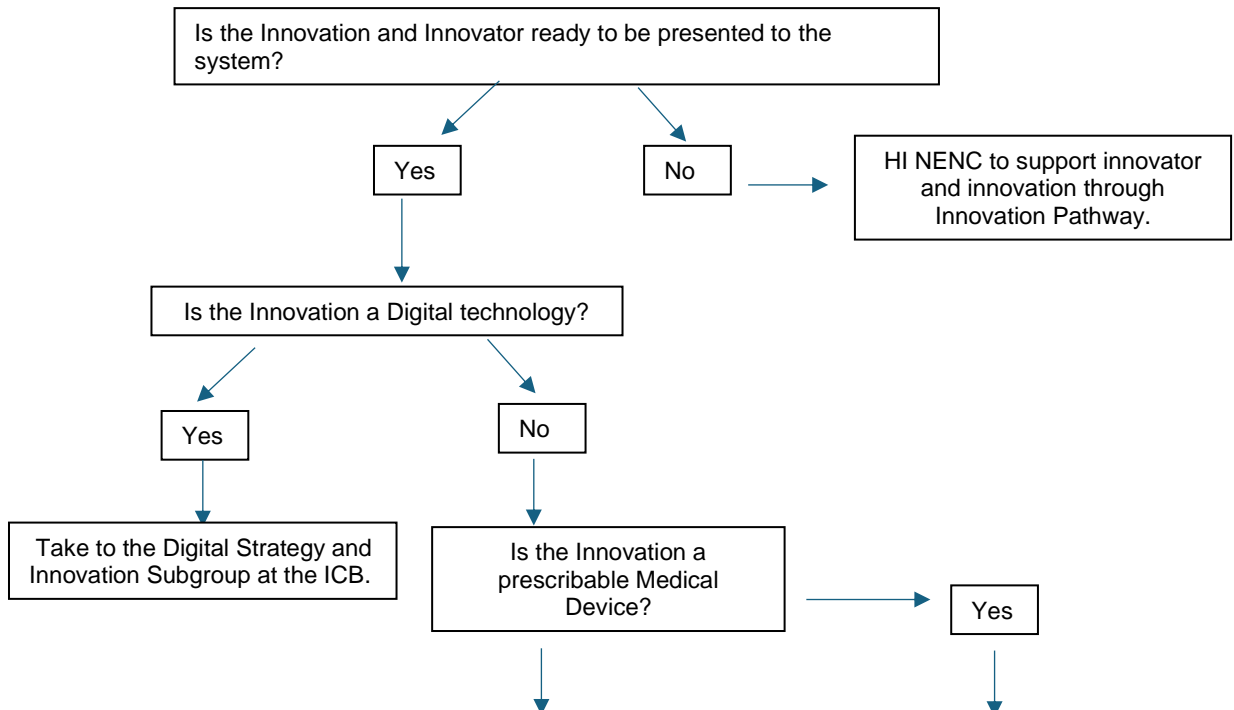 Is the Innovation and Innovator ready to be presented to the
system?
Yes
No
HI NENC to support innovator
and innovation through
Innovation Pathway.
Is the Innovation a Digital technology?
Yes
No
Take to the Digital Strategy and
Innovation Subgroup at the ICB.
Is the Innovation a
prescribable Medical
Device?
Yes